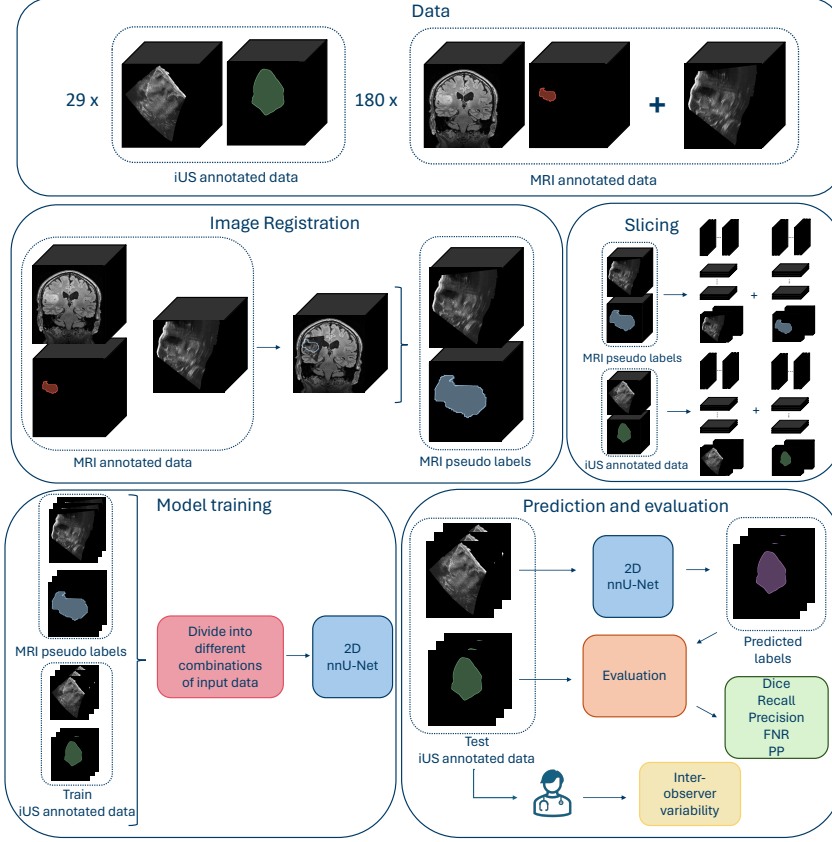 Data
29 x
180 x
+
iUS annotated data
MRI annotated data
Image Registration
MRI annotated data
MRI pseudo labels
Slicing
+
MRI pseudo labels
+
iUS annotated data
Model training
MRI pseudo labels
Train
iUS annotated data
Divide into
different
combinations
of input data
2D
nnU-Net
Prediction and evaluation
2D
nnU-Net
Predicted
labels
Evaluation
Dice
Recall
Precision
FNR
PP
Test
iUS annotated data
Inter-
observer
variability